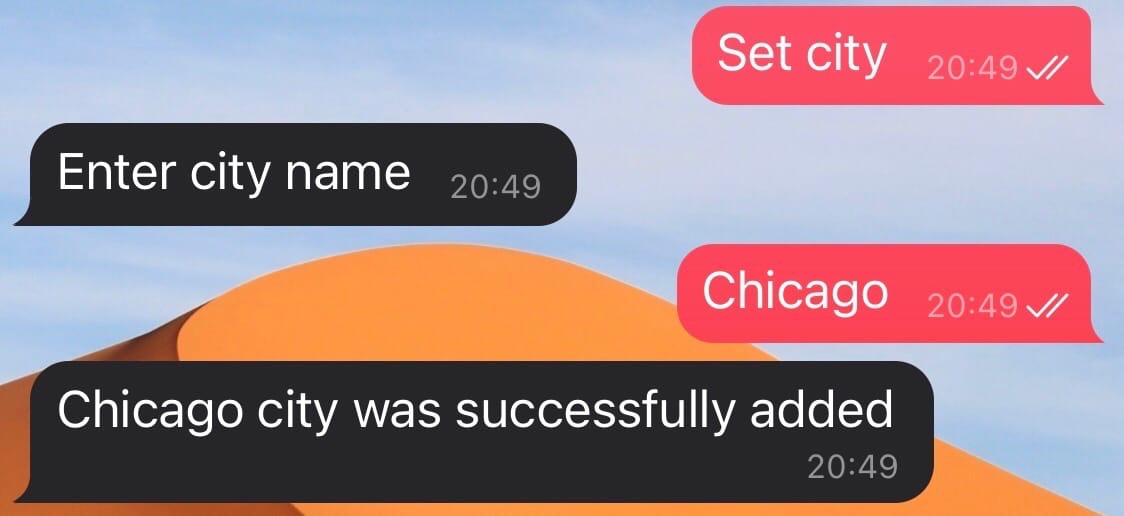 Set city 20:49
Enter city name 20:49
Chicago 20:49
Chicago city was successfully added
20:49